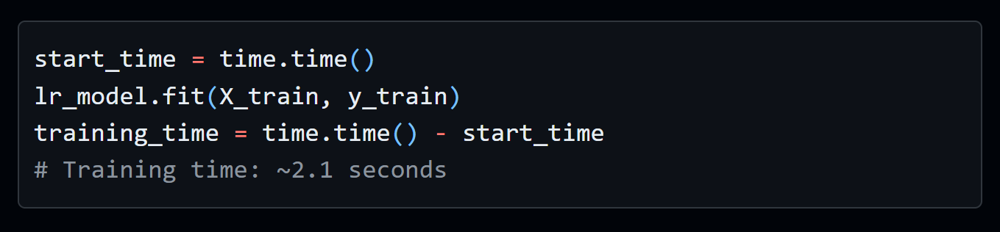 start_time = time.time()
lr_model.fit(X_train, y_train)
training_time = time.time() - start_time
# Training time: ~2.1 seconds